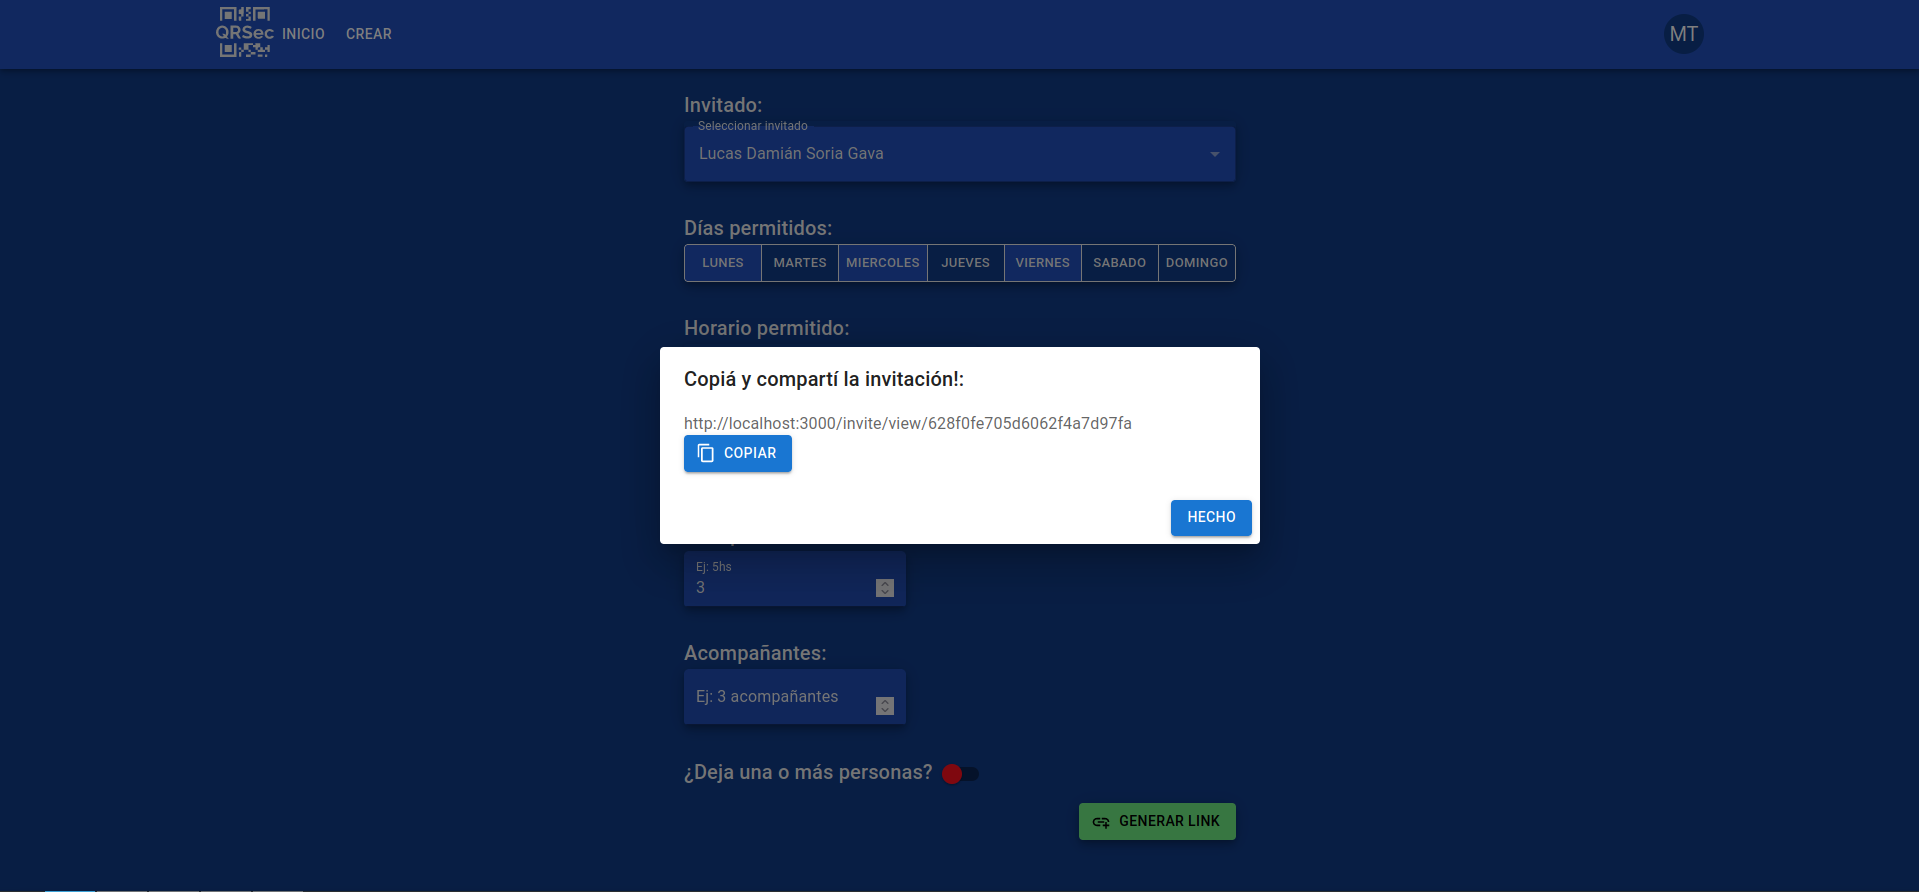 QRSec INICIO CREAR MT
Invitado:
Seleccionar invitado
Lucas Damián Soria Gava
Días permitidos:
LUNES MARTES MIERCOLES JUEVES VIERNES SABADO DOMINGO
Horario permitido:
Copiá y compartí la invitación!:
http://localhost:3000/invite/view/628f0fe705d6062f4a7d97fa
COPIAR
HECHO
Ej: 5hs
3
Acompañantes:
Ej: 3 acompañantes
¿Deja una o más personas?
GENERAR LINK